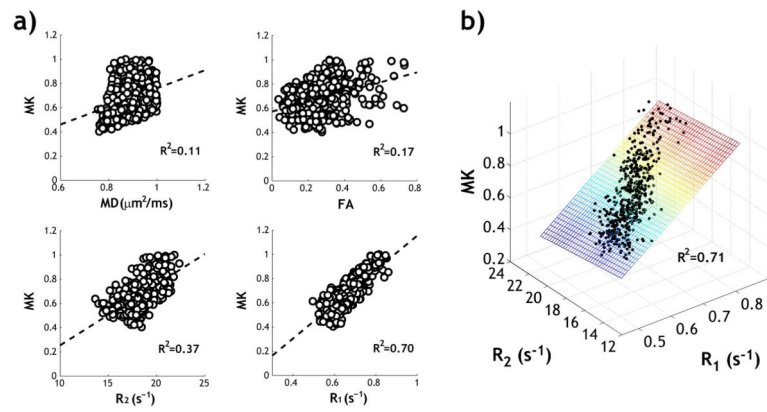 a)
MK
1.2
1
0.8
0.6
0.4
0.2
0
R²=0.11
0.6 0.8 1 1.2
MD(μm²/ms)
MK
1.2
1
0.8
0.6
0.4
0.2
0
R²=0.17
0 0.2 0.4 0.6 0.8
FA
MK
1.2
1
0.8
0.6
0.4
0.2
0
R²=0.37
10 15 20 25
R₂(s⁻¹)
MK
1.2
1
0.8
0.6
0.4
0.2
0
R²=0.70
0.4 0.6 0.8 1
R₁(s⁻¹)
b)
MK
1
0.8
0.6
0.4
0.2
R²=0.71
24 22 20 18 16 14 12
R₂ (s⁻¹)
0.5 0.6 0.7 0.8
R₁ (s⁻¹)